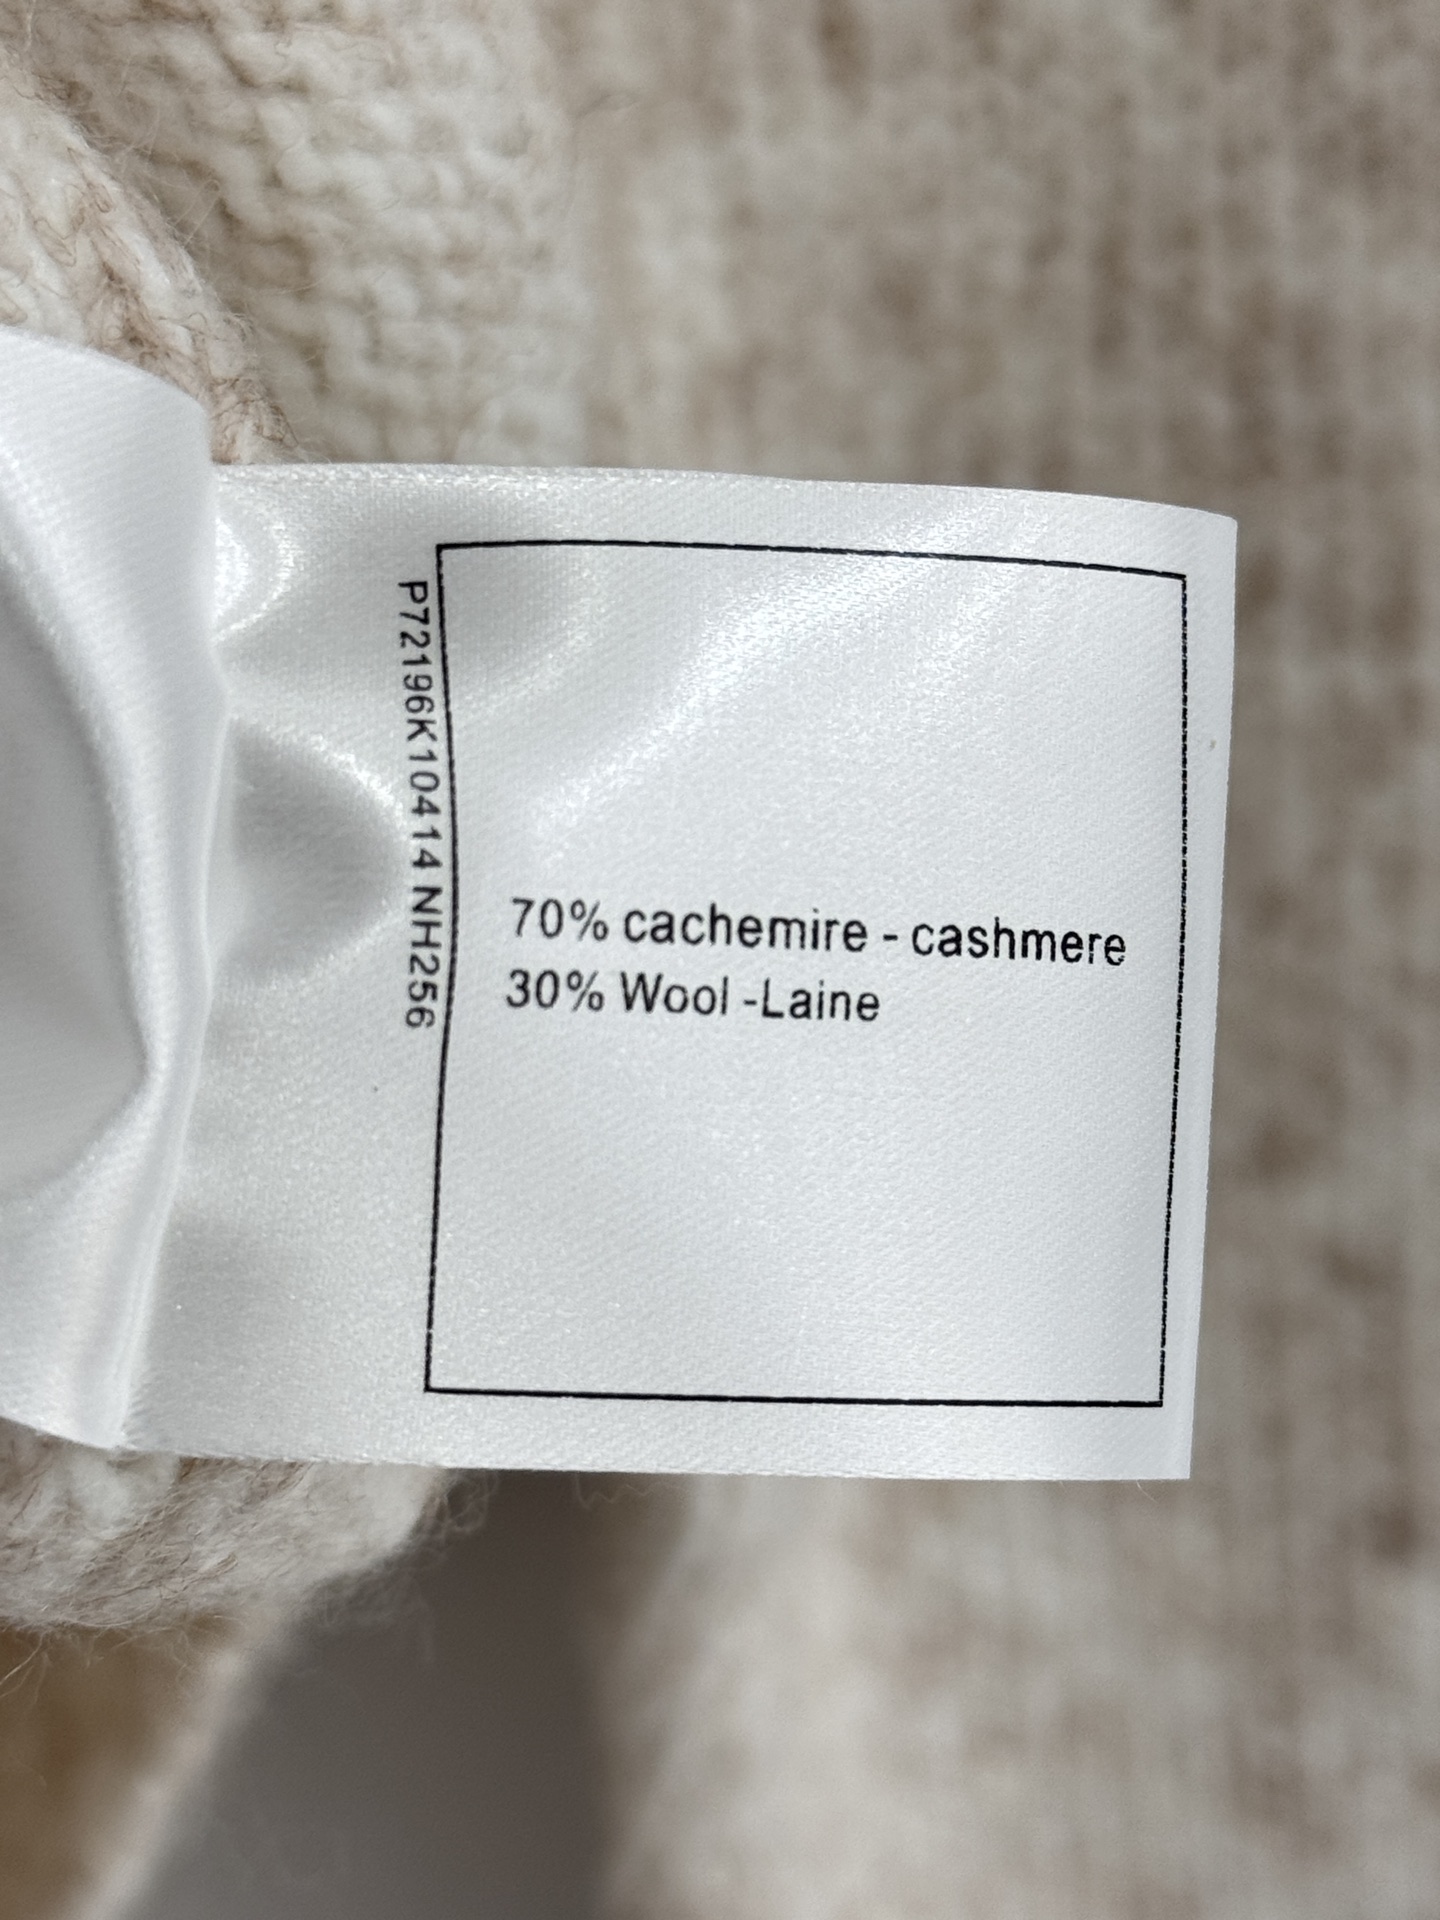 P72196K10414 NH256
70% cachemire - cashmere
30% Wool -Laine